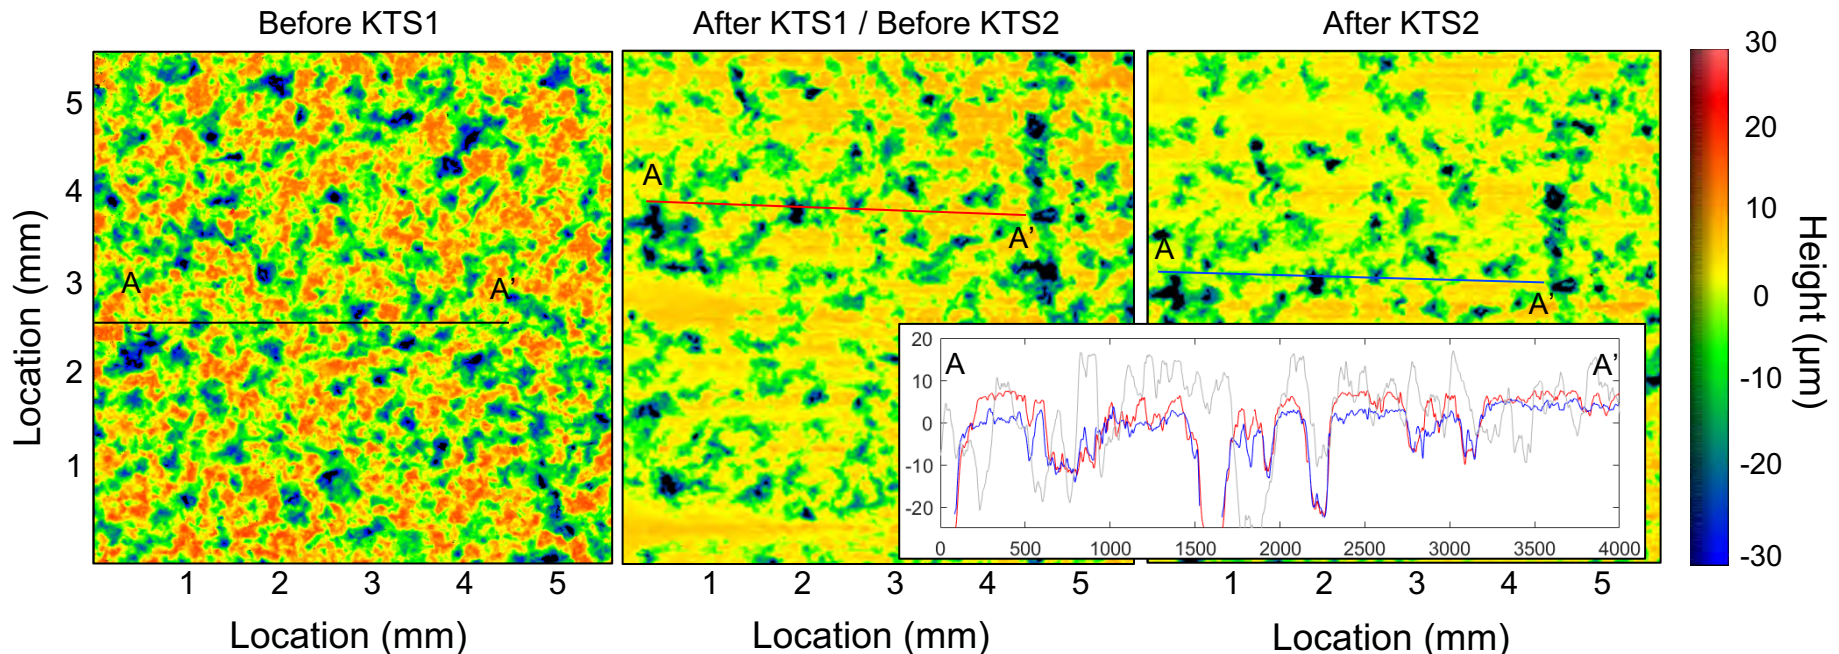 Before KTS1
After KTS1 / Before KTS2
After KTS2
Location (mm)
5
4
3
2
1
A
A'
1 2 3 4 5
Location (mm)
A
A'
1 2 3 4 5
Location (mm)
A
A'
1 2 3 4 5
Location (mm)
A
A'
20
10
0
-10
-20
0 500 1000 1500 2000 2500 3000 3500 4000
30
20
10
0
-10
-20
-30
Height (μm)